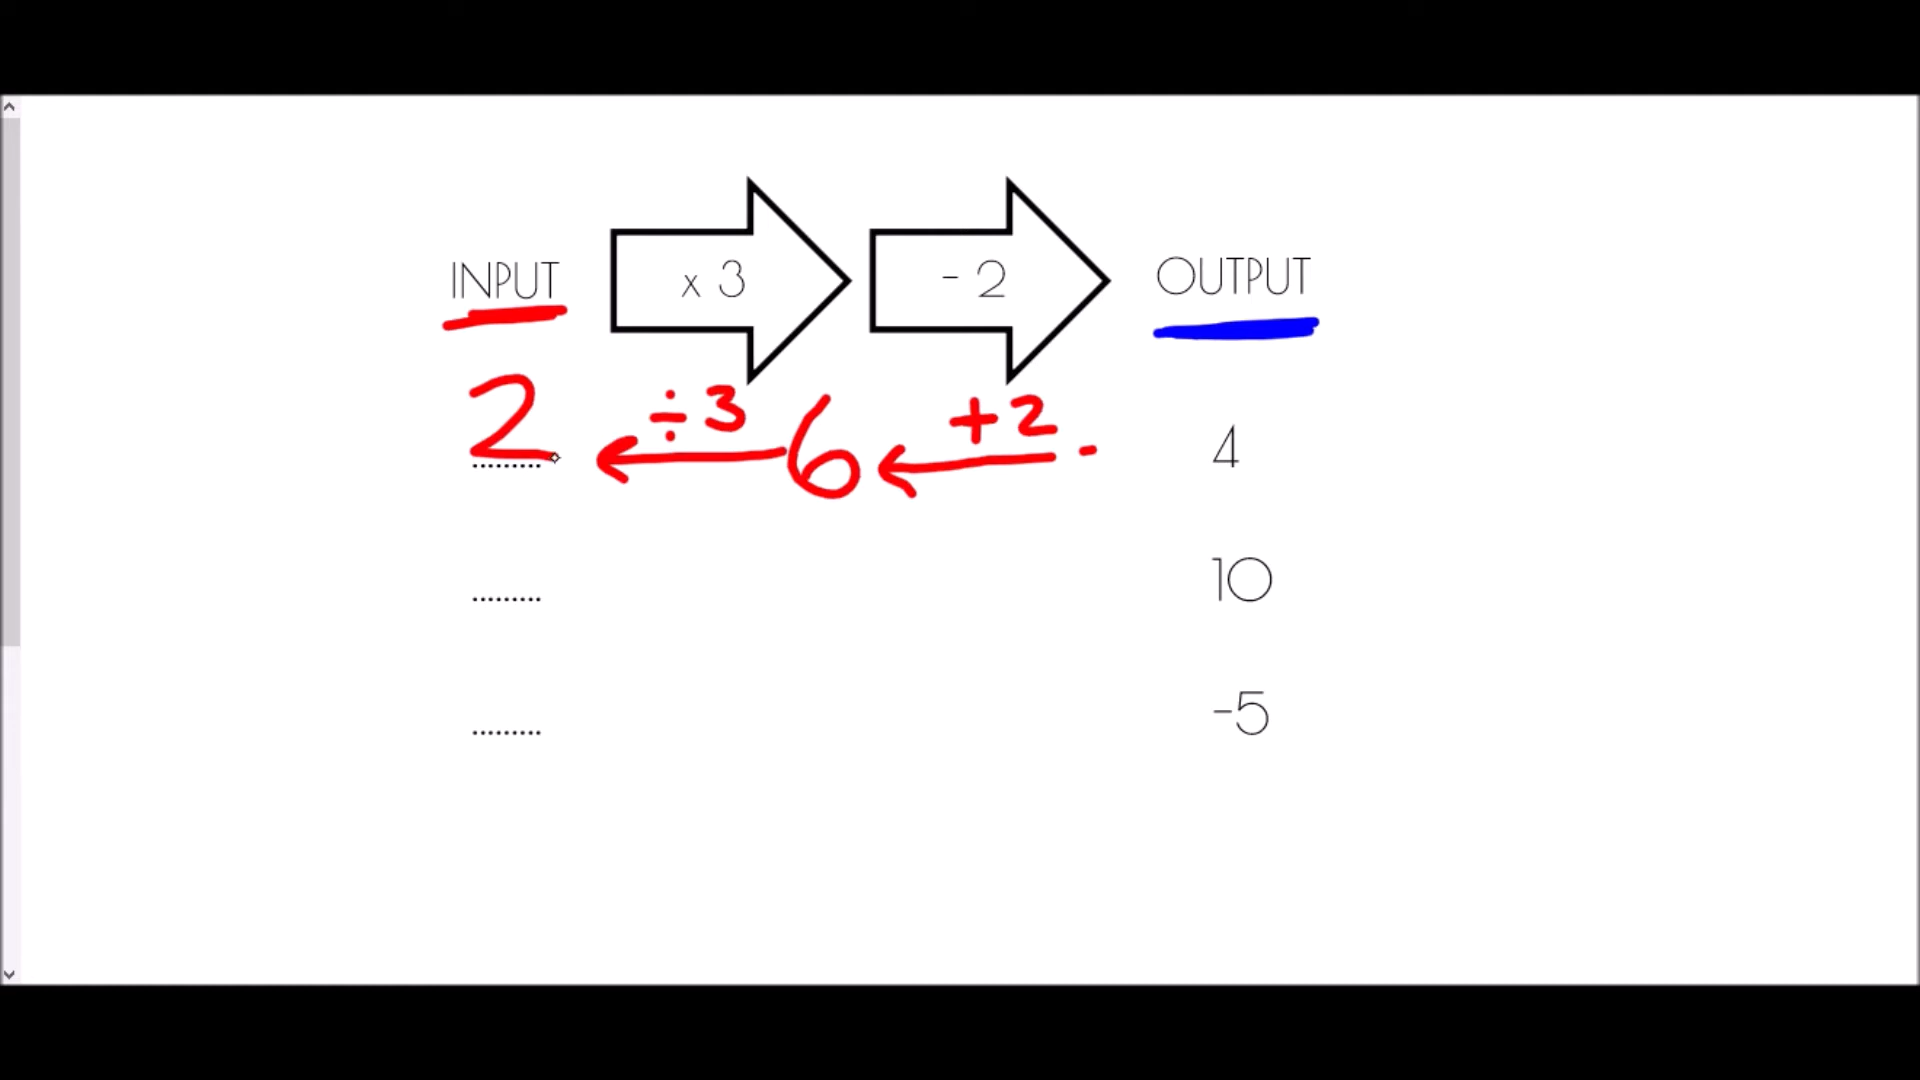 INPUT x 3 - 2 OUTPUT
2 ÷3 6 +2 4
......... 10
......... -5